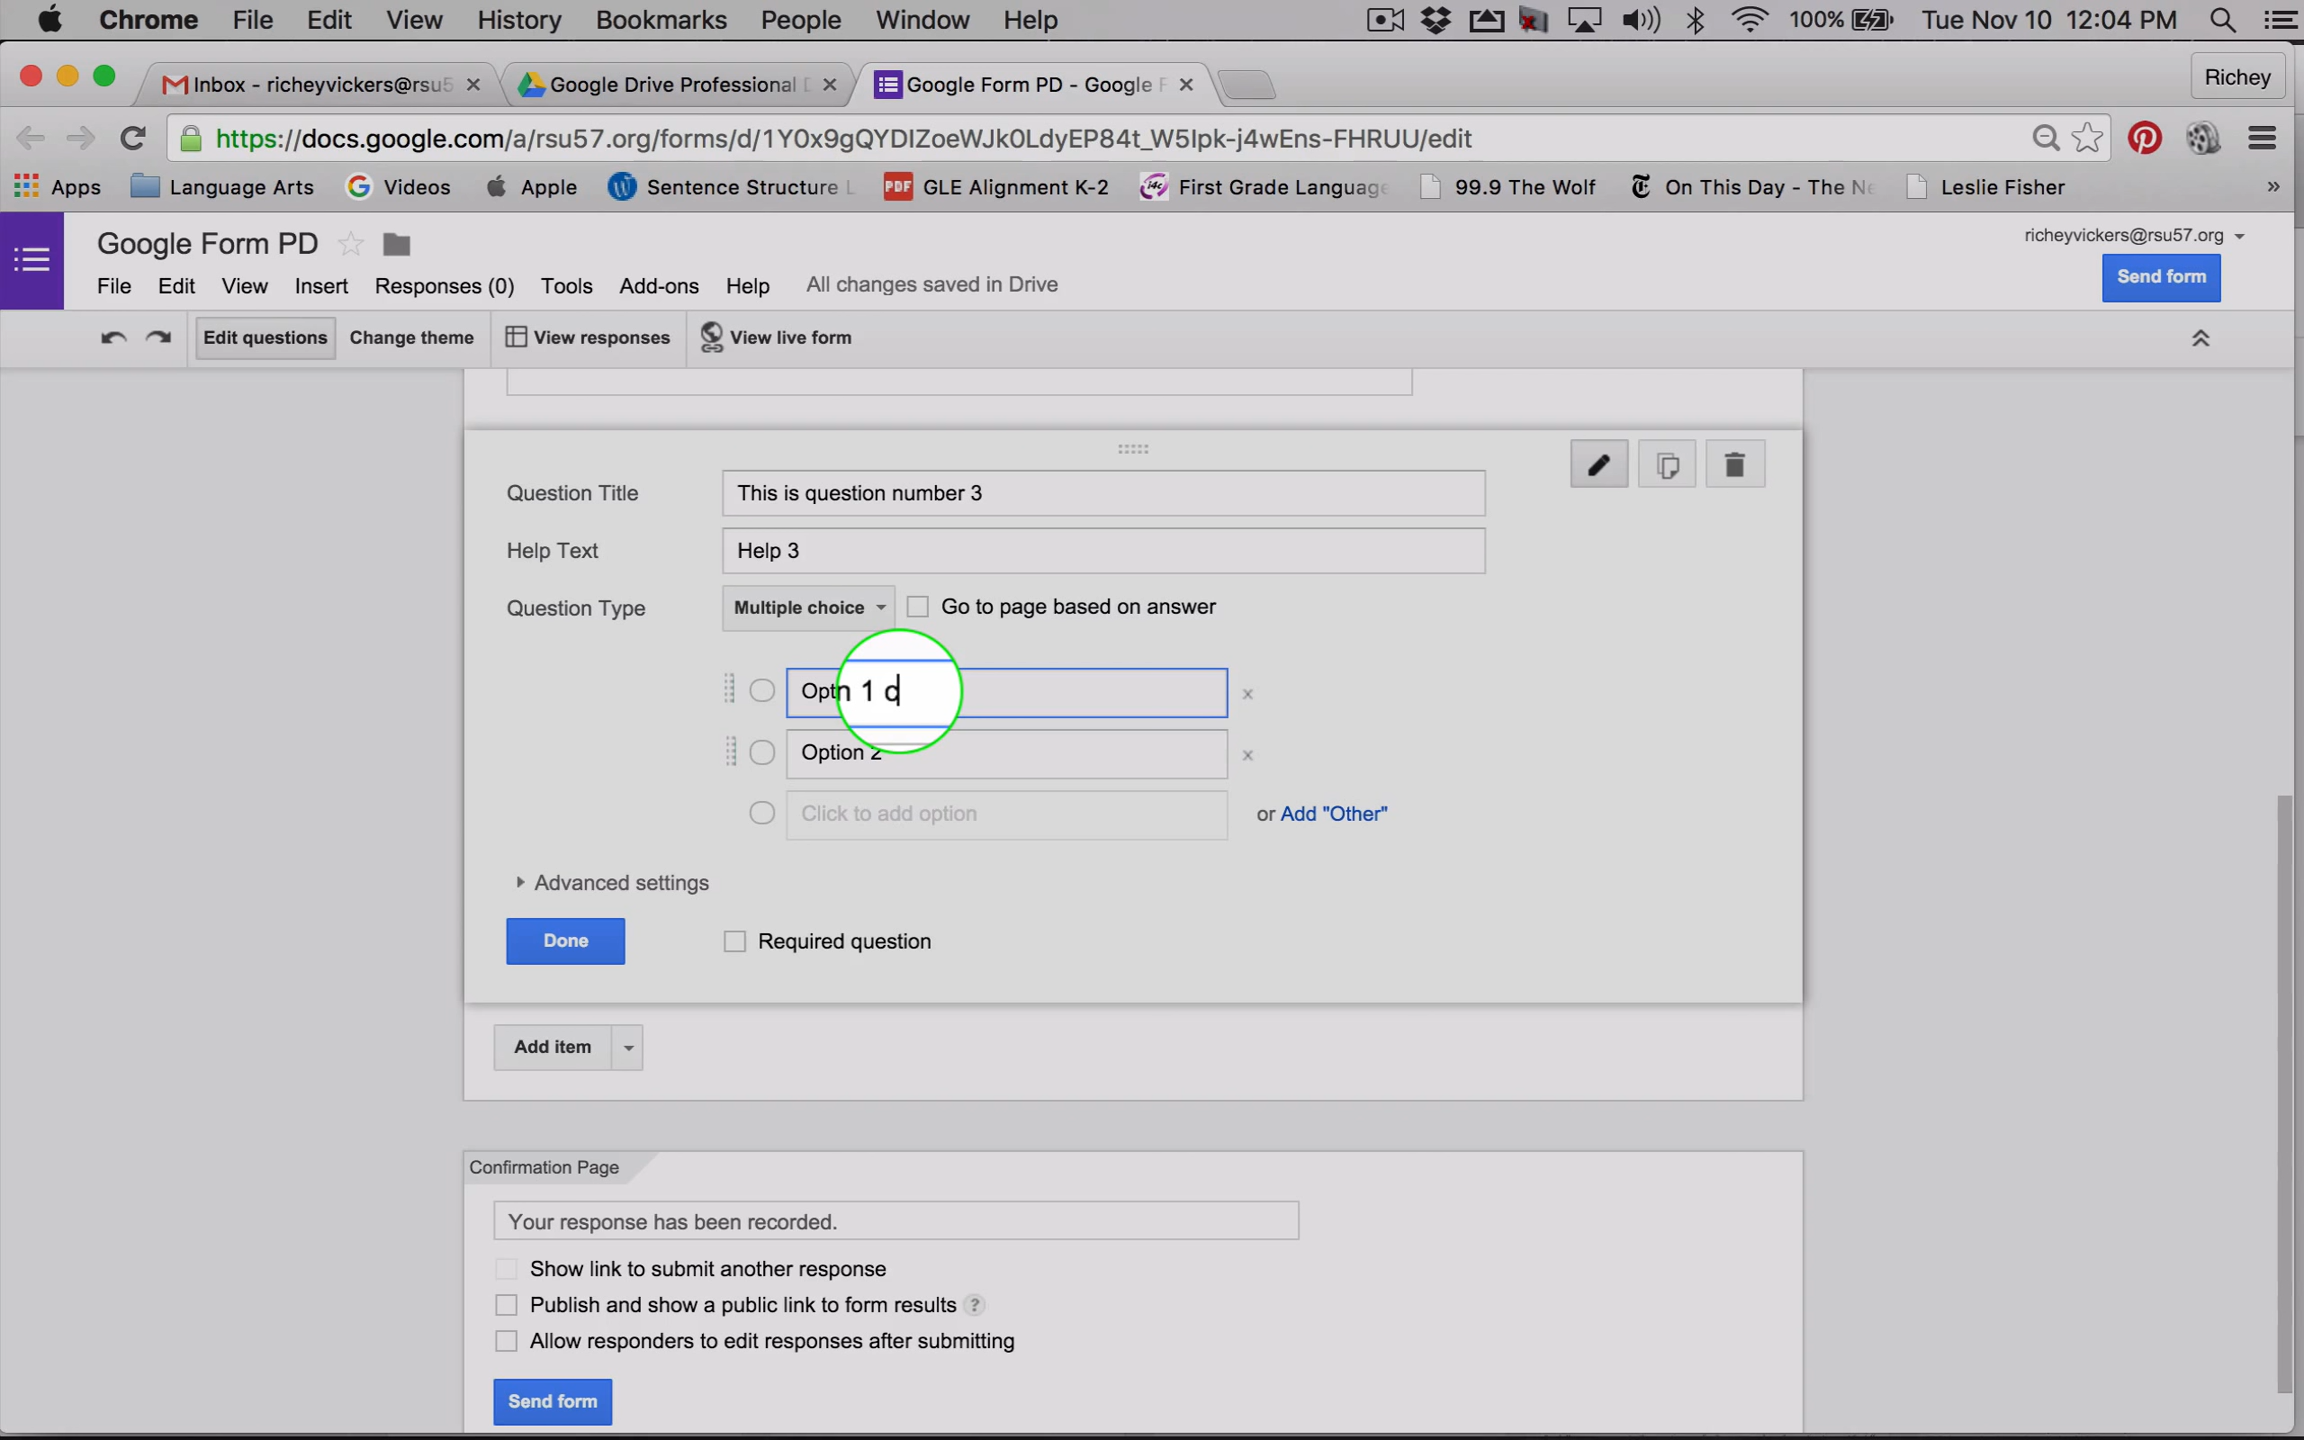 Chrome File Edit View History Bookmarks People Window Help 100% Tue Nov 10 12:04 PM
Inbox - richeyvickers@rsu5 Google Drive Professional D Google Form PD - Google F Richey
https://docs.google.com/a/rsu57.org/forms/d/1Y0x9gQYDIZoeWJk0LdyEP84t_W5Ipk-j4wEns-FHRUU/edit
Apps Language Arts Videos Apple Sentence Structure L PDF GLE Alignment K-2 First Grade Language 99.9 The Wolf On This Day - The Ne Leslie Fisher »
Google Form PD richeyvickers@rsu57.org
File Edit View Insert Responses (0) Tools Add-ons Help All changes saved in Drive Send form
Edit questions Change theme View responses View live form
Question Title This is question number 3
Help Text Help 3
Question Type Multiple choice Go to page based on answer
Optn 1 c
Option 2
Click to add option or Add "Other"
Advanced settings
Done Required question
Add item
Confirmation Page
Your response has been recorded.
Show link to submit another response
Publish and show a public link to form results ?
Allow responders to edit responses after submitting
Send form